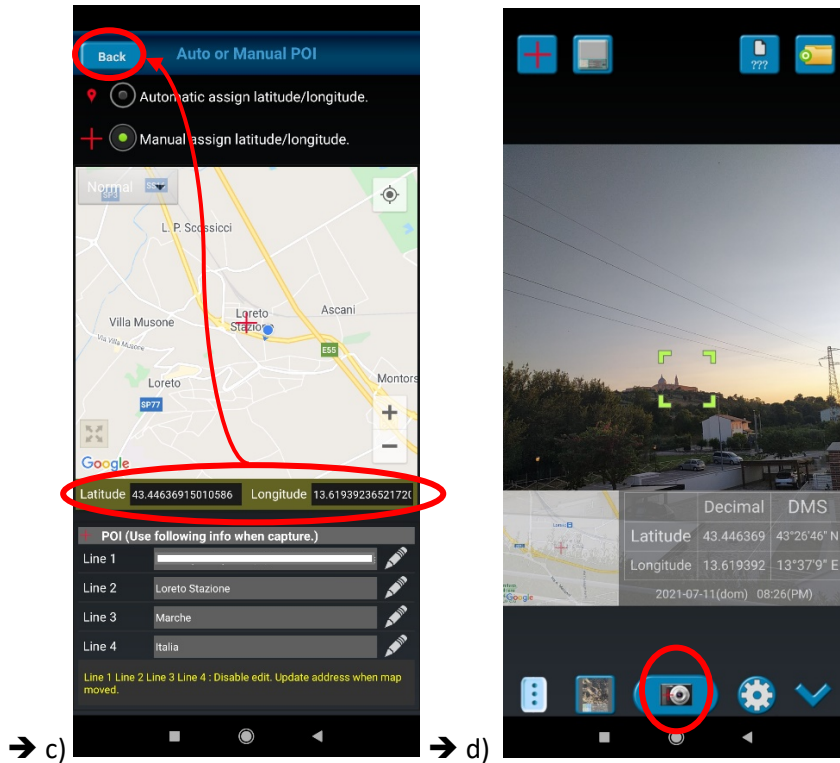 Back Auto or Manual POI
Automatic assign latitude/longitude.
Manual assign latitude/longitude.
Normal
L. P. Scossicci
Villa Musone
Loreto Stazione
Ascani
Via Villa Musone
E55
Loreto
Montors
SP77
+
−
Google
Latitude 43.44636915010586 Longitude 13.6193923652172
POI (Use following info when capture.)
Line 1
Line 2 Loreto Stazione
Line 3 Marche
Line 4 Italia
Line 1 Line 2 Line 3 Line 4 : Disable edit. Update address when map
moved.
➔ c)
???
Decimal DMS
Latitude 43.446369 43°26'46" N
Longitude 13.619392 13°37'9" E
2021-07-11(dom) 08:26(PM)
Google
➔ d)